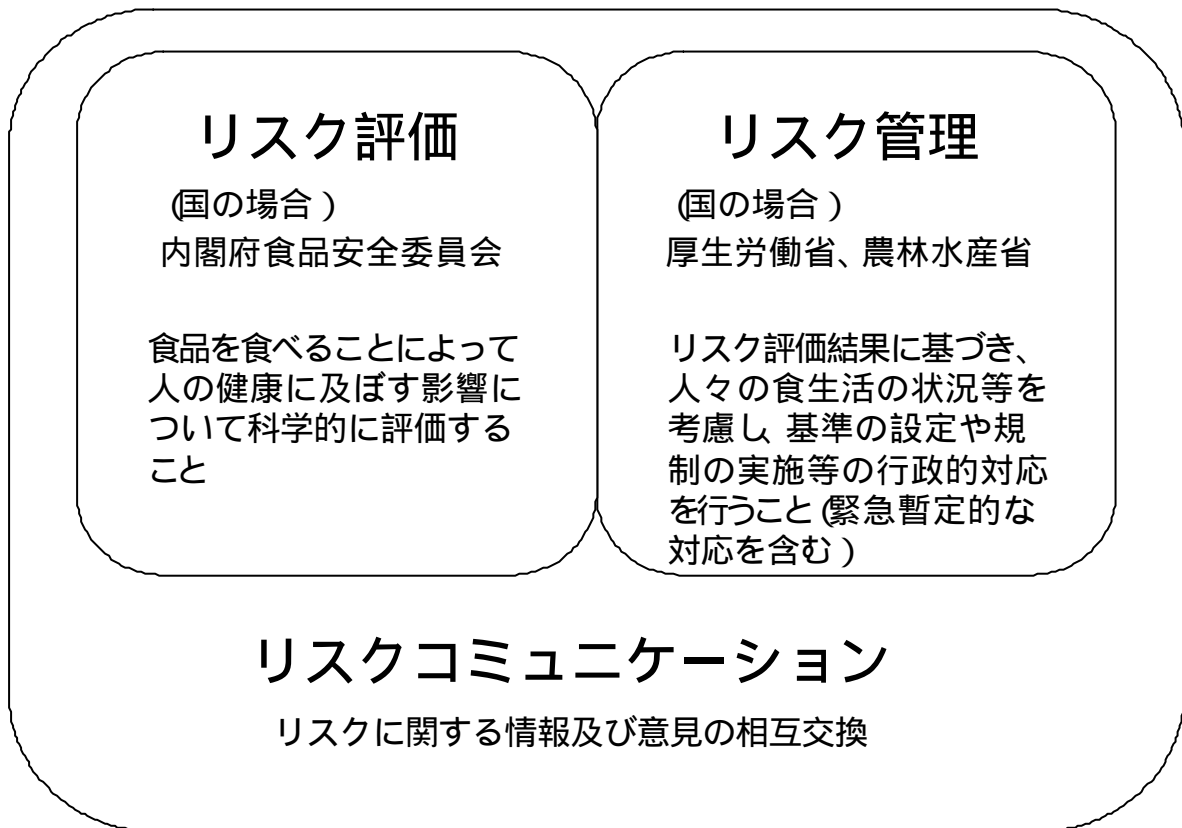 リスク評価
(国の場合)
内閣府食品安全委員会
食品を食べることによって
人の健康に及ぼす影響に
ついて科学的に評価する
こと
リスク管理
(国の場合)
厚生労働省、農林水産省
リスク評価結果に基づき、
人々の食生活の状況等を
考慮し、基準の設定や規
制の実施等の行政的対応
を行うこと(緊急暫定的な
対応を含む)
リスクコミュニケーション
リスクに関する情報及び意見の相互交換